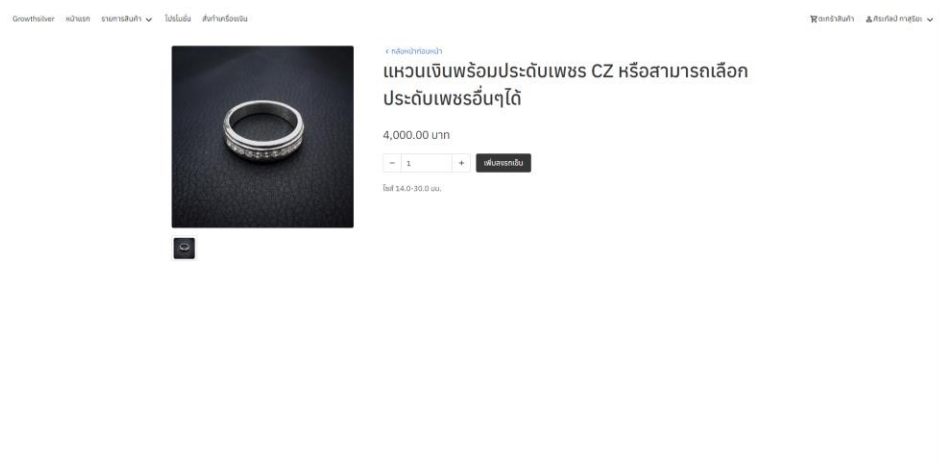 Growthsilver หน้าแรก รายการสินค้า โปรโมชั่น สั่งทำเครื่องเงิน ตะกร้าสินค้า
< กลับหน้าก่อนหน้า
แหวนเงินพร้อมประดับเพชร CZ หรือสามารถเลือก
ประดับเพชรอื่นๆได้
4,000.00 บาท
− 1 + เพิ่มลงรถเข็น
ไซส์ 14.0-30.0 มม.